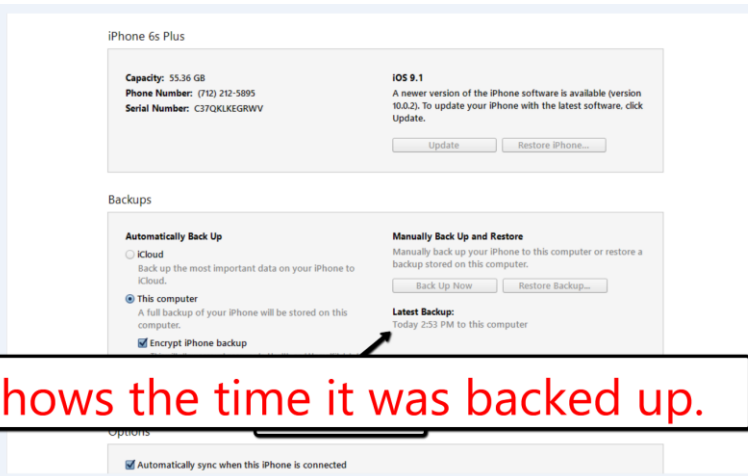 iPhone 6s Plus
Capacity: 55.36 GB
Phone Number: (712) 212-5895
Serial Number: C37QKLKEGRWV
iOS 9.1
A newer version of the iPhone software is available (version
10.0.2). To update your iPhone with the latest software, click
Update.
Update
Restore iPhone...
Backups
Automatically Back Up
iCloud
Back up the most important data on your iPhone to
iCloud.
This computer
A full backup of your iPhone will be stored on this
computer.
Encrypt iPhone backup
Manually Back Up and Restore
Manually back up your iPhone to this computer or restore a
backup stored on this computer.
Back Up Now
Restore Backup...
Latest Backup:
Today 2:53 PM to this computer
hows the time it was backed up.
Options
Automatically sync when this iPhone is connected